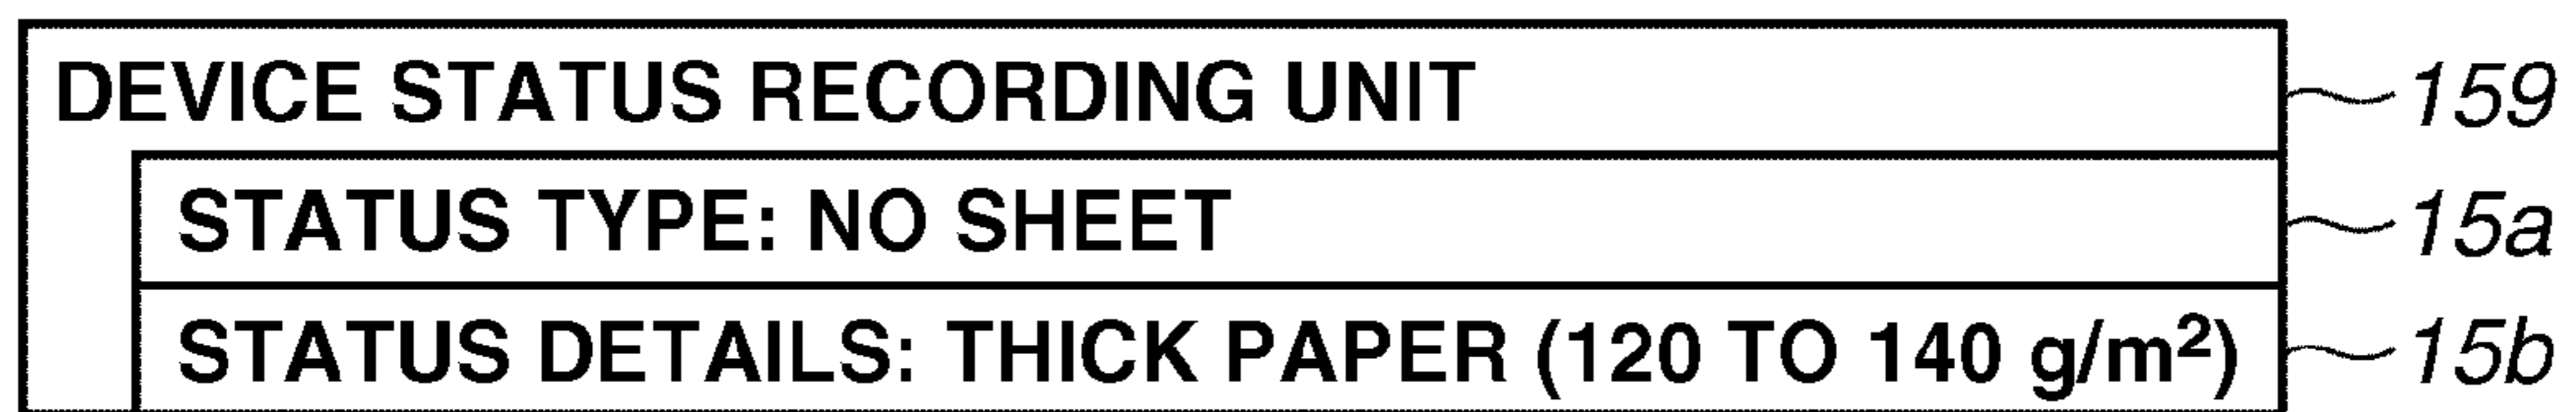 DEVICE STATUS RECORDING UNIT 159
STATUS TYPE: NO SHEET 15a
STATUS DETAILS: THICK PAPER (120 TO 140 g/m²) 15b